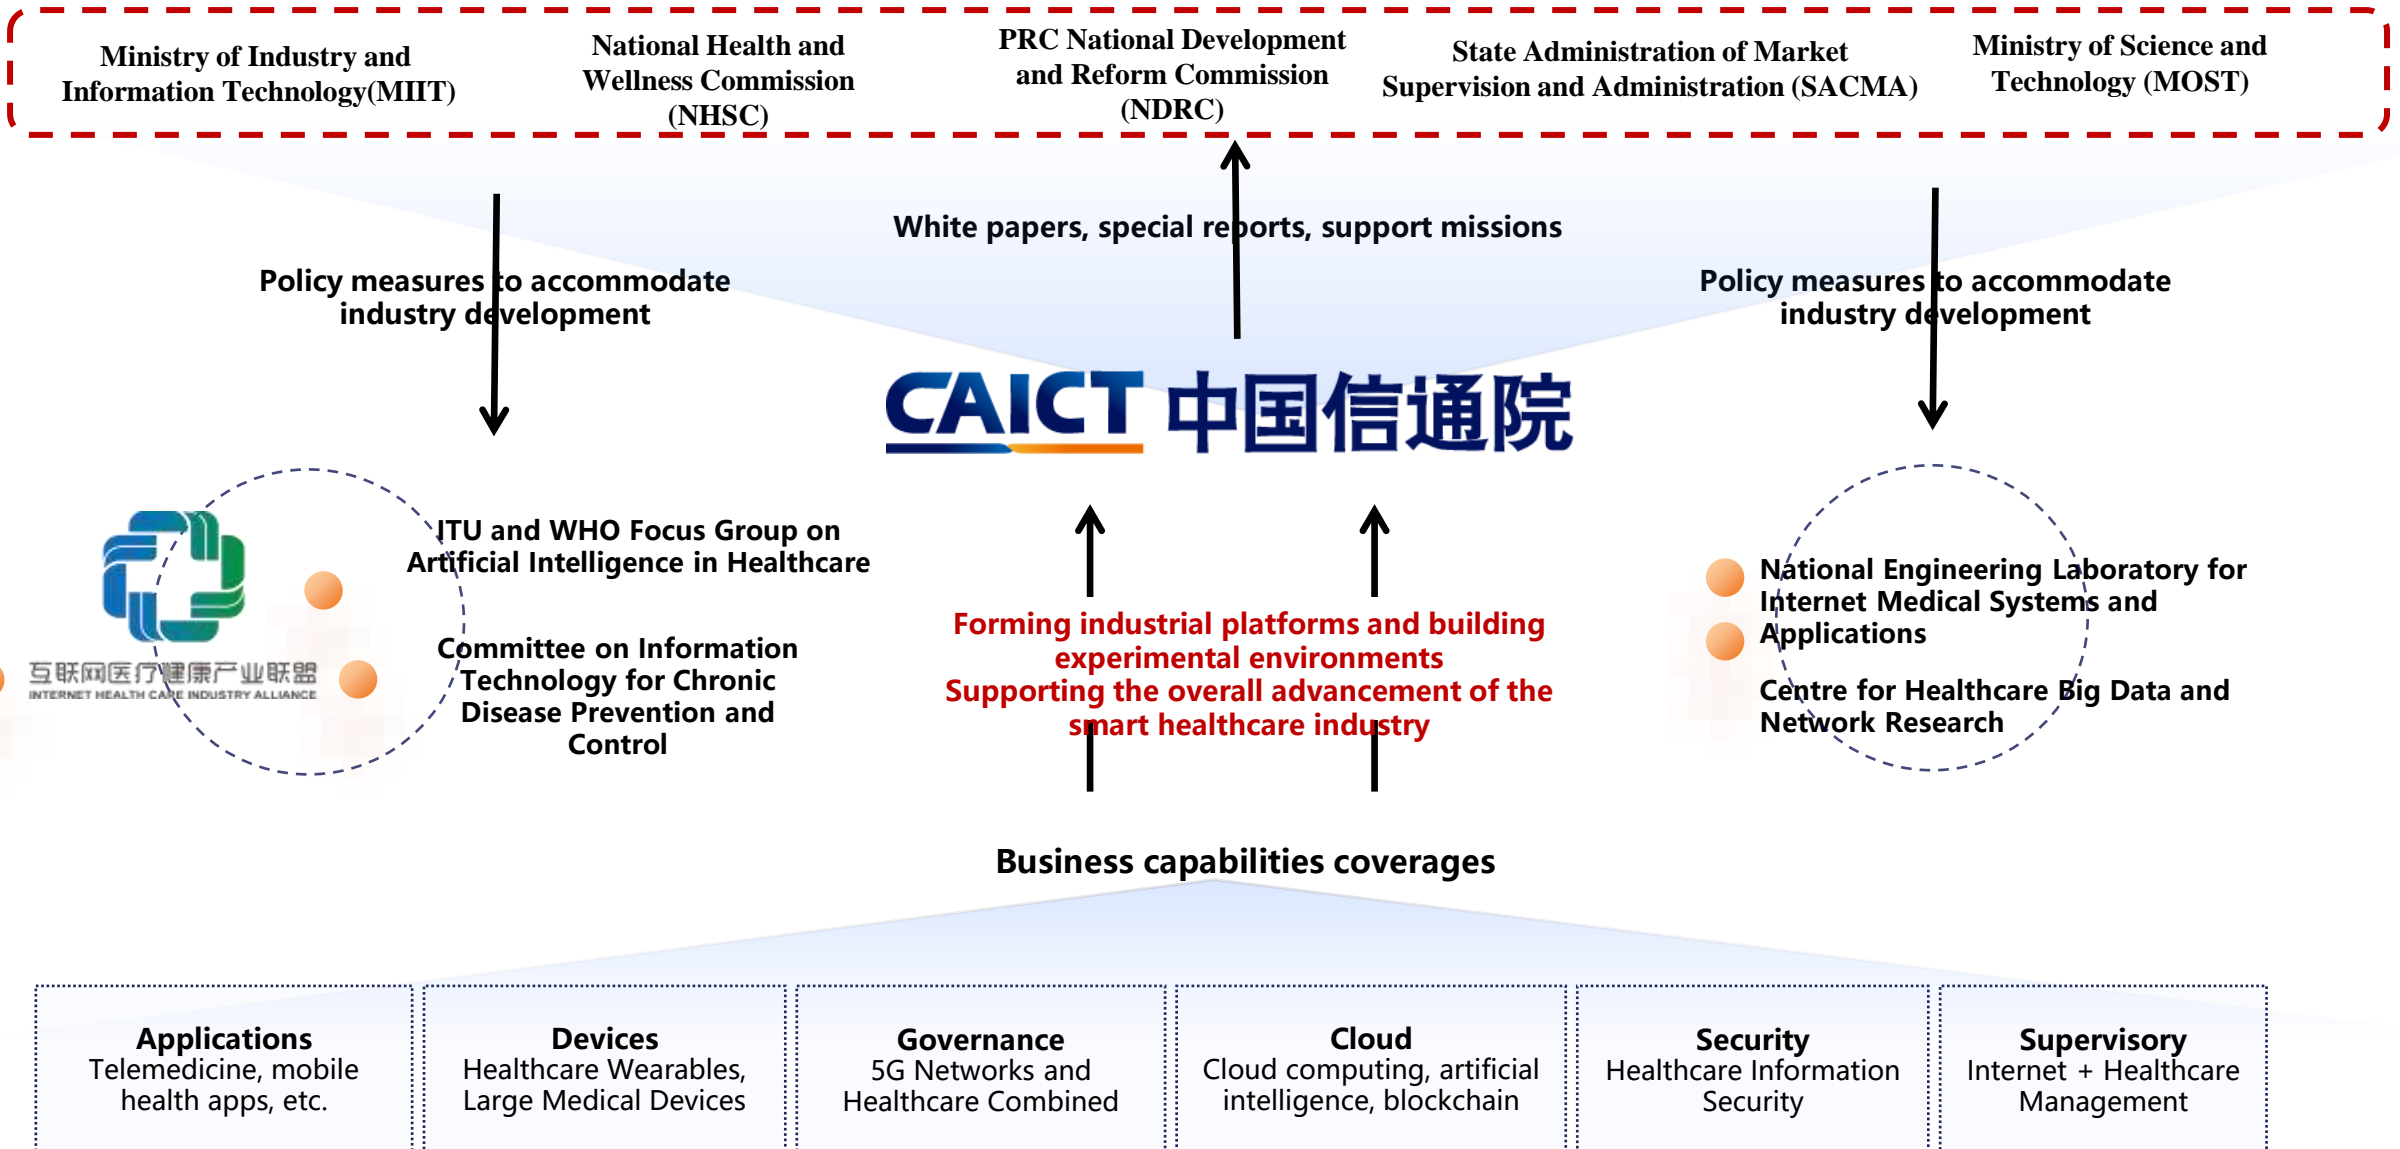 Ministry of Industry and
Information Technology(MIIT)
National Health and
Wellness Commission
(NHSC)
PRC National Development
and Reform Commission
(NDRC)
State Administration of Market
Supervision and Administration (SACMA)
Ministry of Science and
Technology (MOST)
White papers, special reports, support missions
Policy measures to accommodate
industry development
Policy measures to accommodate
industry development
CAICT 中国信通院
互联网医疗健康产业联盟
INTERNET HEALTH CARE INDUSTRY ALLIANCE
ITU and WHO Focus Group on
Artificial Intelligence in Healthcare
Committee on Information
Technology for Chronic
Disease Prevention and
Control
Forming industrial platforms and building
experimental environments
Supporting the overall advancement of the
smart healthcare industry
National Engineering Laboratory for
Internet Medical Systems and
Applications
Centre for Healthcare Big Data and
Network Research
Business capabilities coverages
Applications
Telemedicine, mobile
health apps, etc.
Devices
Healthcare Wearables,
Large Medical Devices
Governance
5G Networks and
Healthcare Combined
Cloud
Cloud computing, artificial
intelligence, blockchain
Security
Healthcare Information
Security
Supervisory
Internet + Healthcare
Management